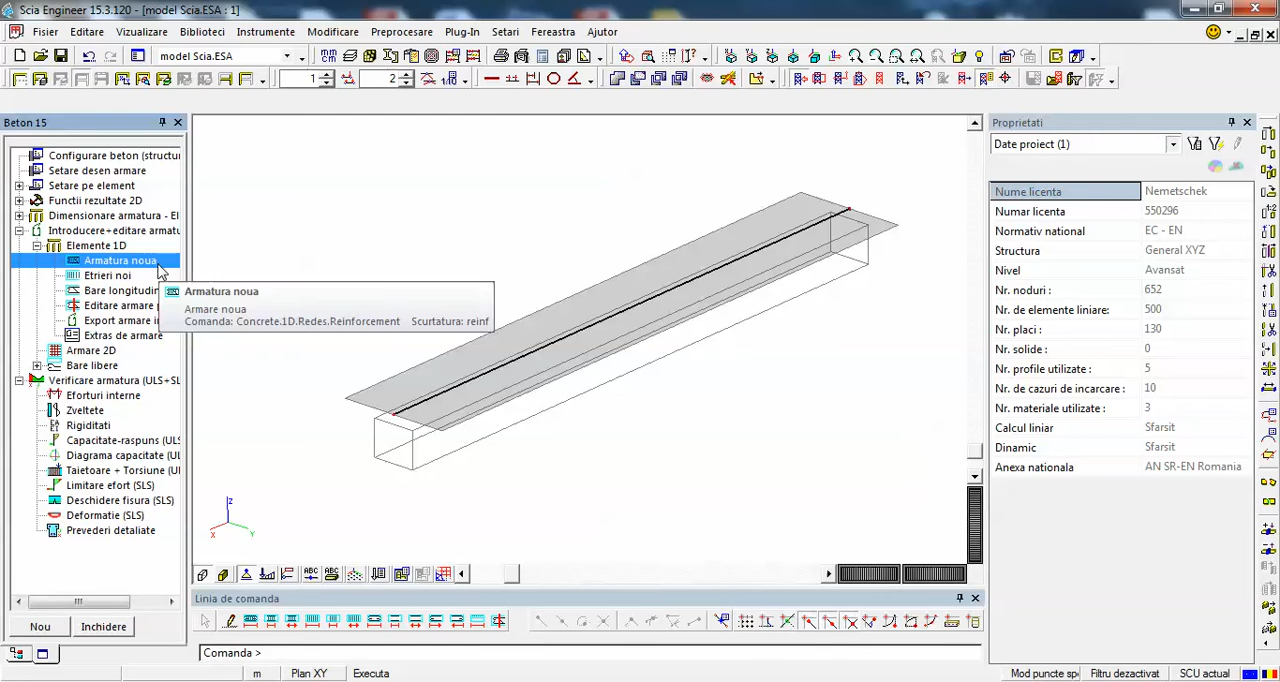 Scia Engineer 15.3.120 - [model Scia.ESA : 1]
Fisier Editare Vizualizare Biblioteci Instrumente Modificare Preprocesare Plug-In Setari Fereastra Ajutor
model Scia.ESA
1 2
Beton 15
Configurare beton (structu
Setare desen armare
Setare pe element
Functii rezultate 2D
Dimensionare armatura - El
Introducere+editare armatu
Elemente 1D
Armatura noua
Etrieri noi
Bare longitudin
Editare armare p
Export armare in
Extras de armare
Armare 2D
Bare libere
Verificare armatura (ULS+SL
Eforturi interne
Zveltete
Rigiditati
Capacitate-raspuns (UL
Diagrama capacitate (UL
Taietoare + Torsiune (UL
Limitare efort (SLS)
Deschidere fisura (SLS)
Deformatie (SLS)
Prevederi detaliate
Nou Inchidere
Armatura noua
Armare noua
Comanda: Concrete.1D.Redes.Reinforcement Scurtatura: reinf
Z
X Y
ABC ABC
Linia de comanda
Comanda >
Proprietati
Date proiect (1)
Nume licenta Nemetschek
Numar licenta 550296
Normativ national EC - EN
Structura General XYZ
Nivel Avansat
Nr. noduri : 652
Nr. de elemente liniare: 500
Nr. placi : 130
Nr. solide : 0
Nr. profile utilizate : 5
Nr. de cazuri de incarcare : 10
Nr. materiale utilizate : 3
Calcul liniar Sfarsit
Dinamic Sfarsit
Anexa nationala AN SR-EN Romania
m Plan XY Executa Mod puncte sp Filtru dezactivat SCU actual